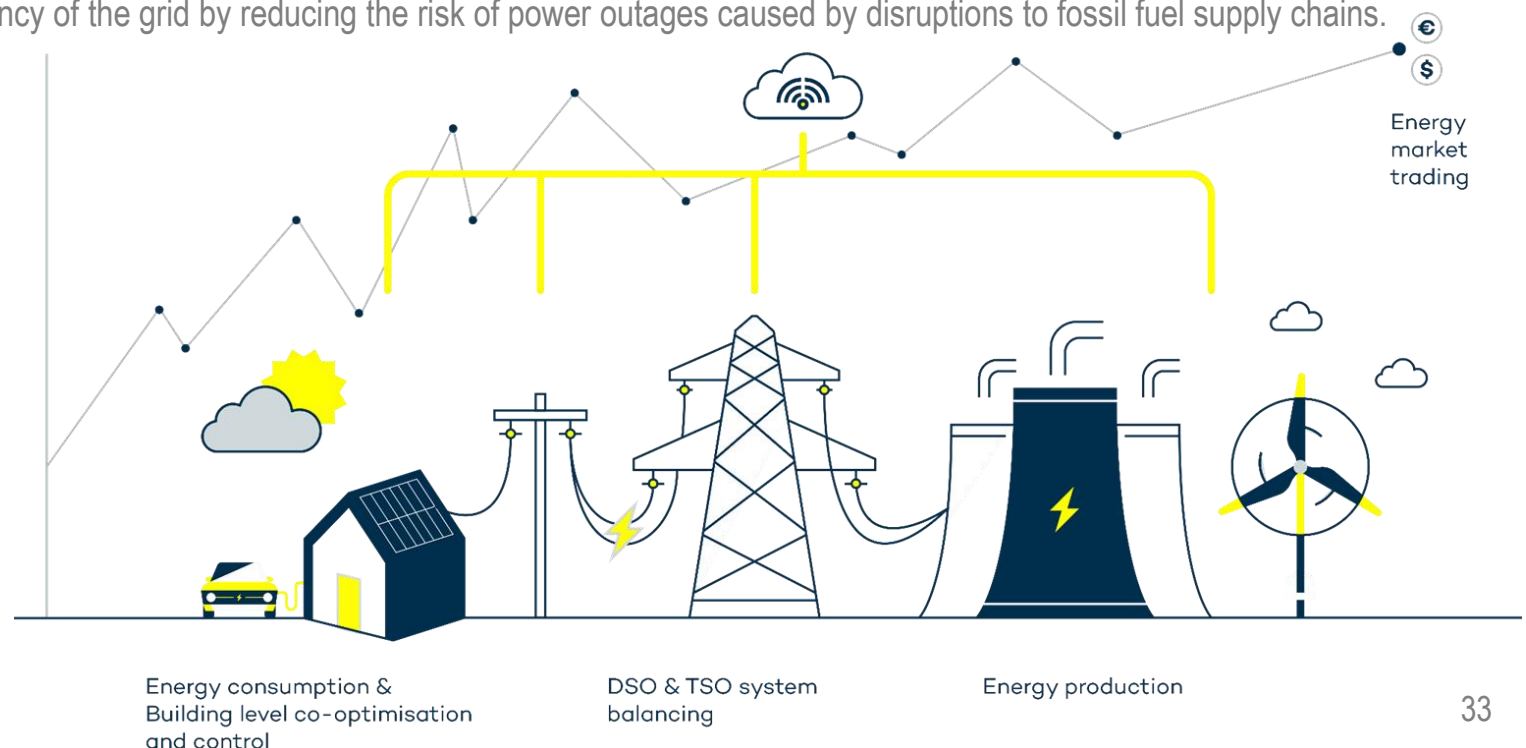 ncy of the grid by reducing the risk of power outages caused by disruptions to fossil fuel supply chains.
€
$
Energy
market
trading
Energy consumption &
Building level co-optimisation
and control
DSO & TSO system
balancing
Energy production
33